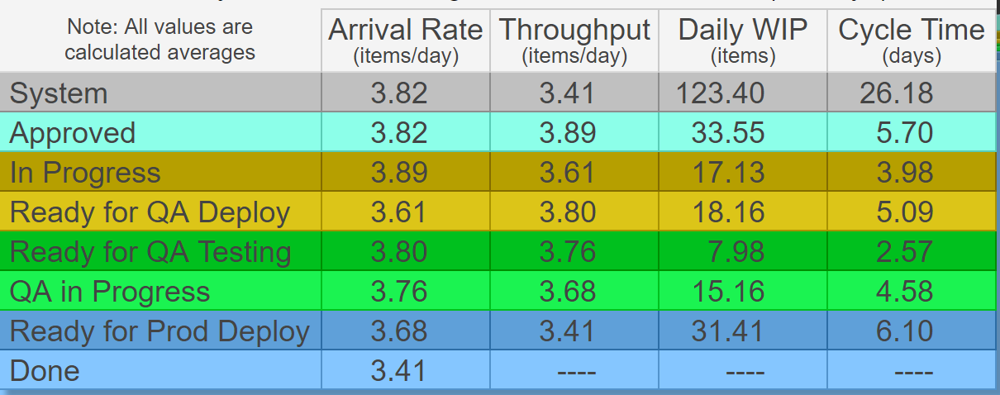 Note: All values are calculated averages
Arrival Rate (items/day) Throughput (items/day) Daily WIP (items) Cycle Time (days)
System 3.82 3.41 123.40 26.18
Approved 3.82 3.89 33.55 5.70
In Progress 3.89 3.61 17.13 3.98
Ready for QA Deploy 3.61 3.80 18.16 5.09
Ready for QA Testing 3.80 3.76 7.98 2.57
QA in Progress 3.76 3.68 15.16 4.58
Ready for Prod Deploy 3.68 3.41 31.41 6.10
Done 3.41 ---- ---- ----